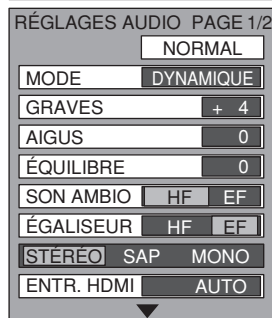 RÉGLAGES AUDIO PAGE 1/2
NORMAL
MODE DYNAMIQUE
GRAVES + 4
AIGUS 0
ÉQUILIBRE 0
SON AMBIO HF EF
ÉGALISEUR HF EF
STÉRÉO SAP MONO
ENTR. HDMI AUTO